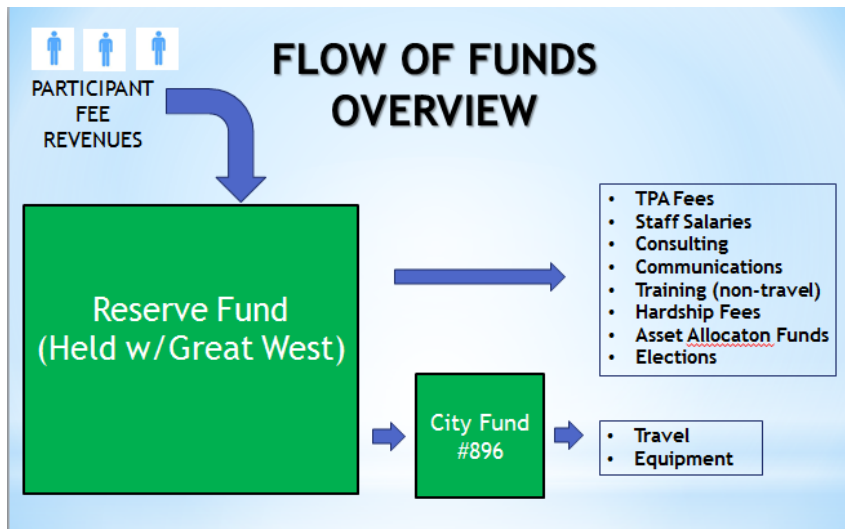 FLOW OF FUNDS
OVERVIEW
PARTICIPANT
FEE
REVENUES
Reserve Fund
(Held w/Great West)
• TPA Fees
• Staff Salaries
• Consulting
• Communications
• Training (non-travel)
• Hardship Fees
• Asset Allocaton Funds
• Elections
City Fund
#896
• Travel
• Equipment